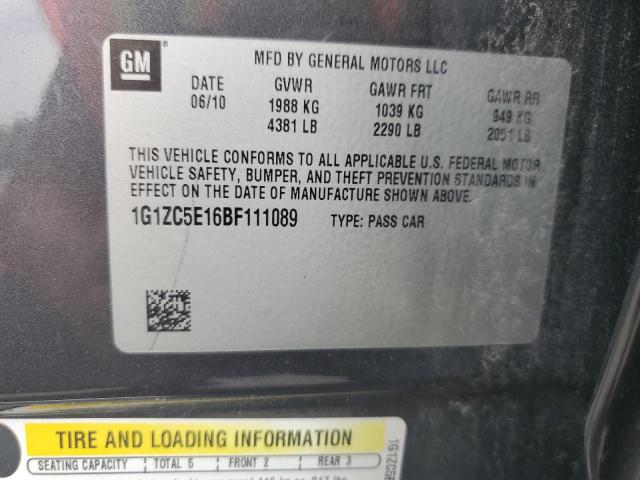 GM ®
MFD BY GENERAL MOTORS LLC
DATE GVWR GAWR FRT GAWR RR
06/10 1988 KG 1039 KG 949 KG
4381 LB 2290 LB 2091 LB
THIS VEHICLE CONFORMS TO ALL APPLICABLE U.S. FEDERAL MOTOR
VEHICLE SAFETY, BUMPER, AND THEFT PREVENTION STANDARDS IN
EFFECT ON THE DATE OF MANUFACTURE SHOWN ABOVE.
1G1ZC5E16BF111089 TYPE: PASS CAR
TIRE AND LOADING INFORMATION
SEATING CAPACITY TOTAL 5 FRONT 2 REAR 3